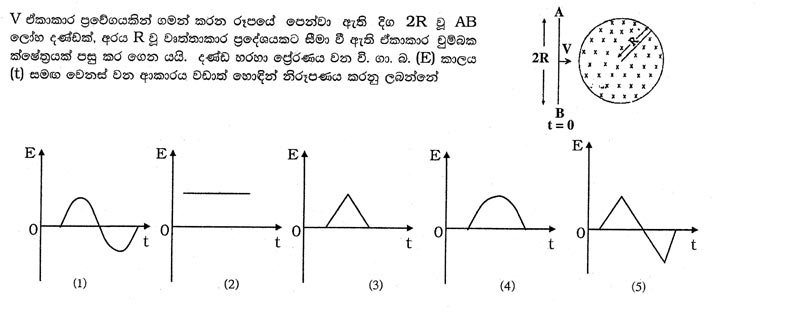 V ඒකාකාර ප්‍රවේගයකින් ගමන් කරන රූපයේ පෙන්වා ඇති දිග 2R වූ AB
ලෝහ දණ්ඩක්, අරය R වූ වෘත්තාකාර ප්‍රදේශයකට සීමා වී ඇති ඒකාකාර චුම්බක
ක්ෂේත්‍රයක් පසු කර ගෙන යයි. දණ්ඩ හරහා ප්‍රේරණය වන වි. ගා. බ. (E) කාලය
(t) සමඟ වෙනස් වන ආකාරය වඩාත් හොඳින් නිරූපණය කරනු ලබන්නේ
A
R
V
2R
B
t = 0
E
0
t
(1)
E
0
t
(2)
E
0
t
(3)
E
0
t
(4)
E
0
t
(5)